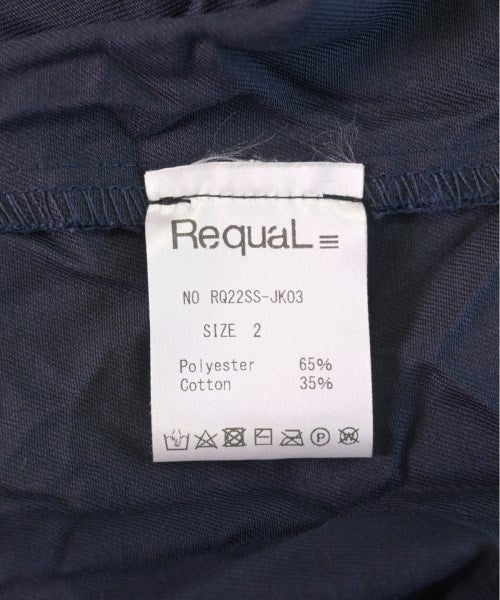 RequaL≡
NO RQ22SS-JK03
SIZE 2
Polyester 65%
Cotton 35%
P W